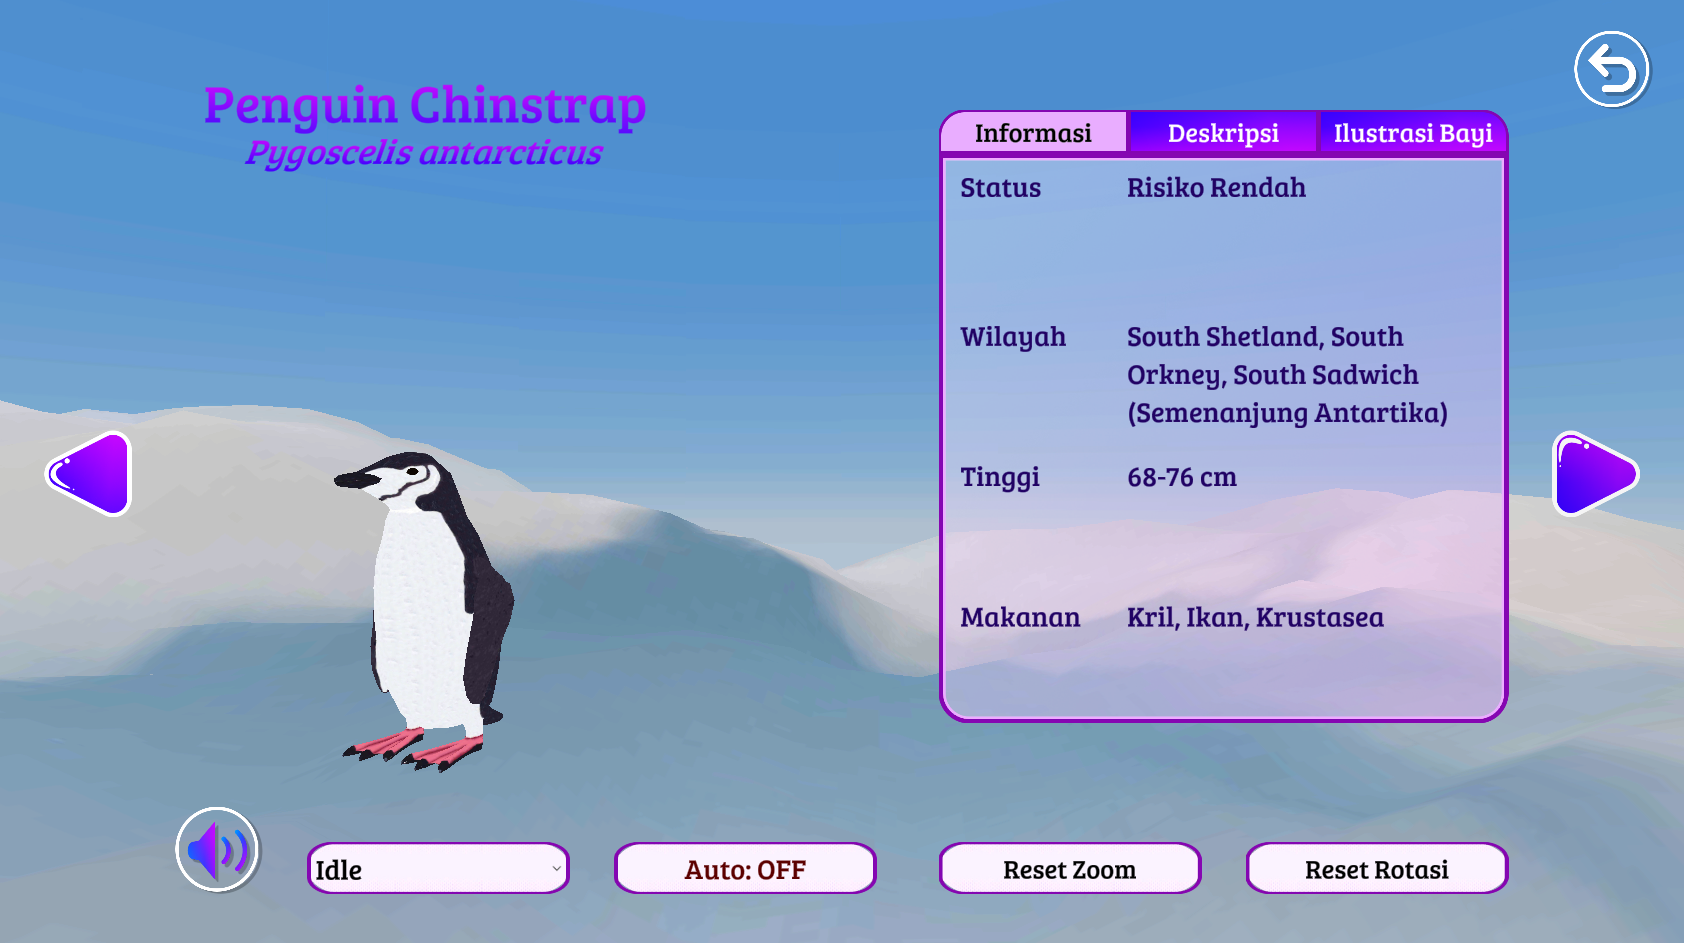 Penguin Chinstrap
Pygoscelis antarcticus
Informasi
Deskripsi
Ilustrasi Bayi
Status
Risiko Rendah
Wilayah
South Shetland, South
Orkney, South Sadwich
(Semenanjung Antartika)
Tinggi
68-76 cm
Makanan
Kril, Ikan, Krustasea
Idle
Auto: OFF
Reset Zoom
Reset Rotasi